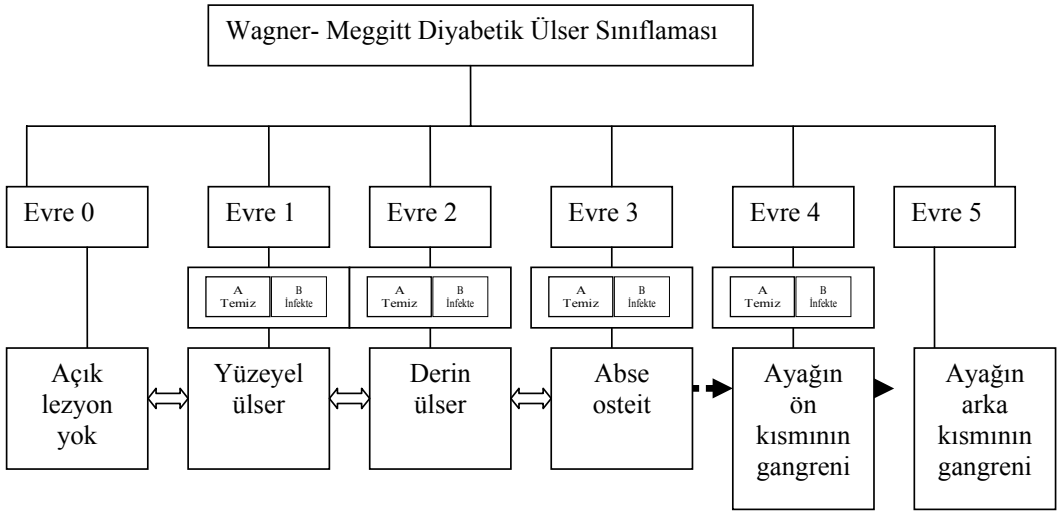 Wagner- Meggitt Diyabetik Ülser Sınıflaması
Evre 0
Evre 1
Evre 2
Evre 3
Evre 4
Evre 5
A
Temiz
B
İnfekte
A
Temiz
B
İnfekte
A
Temiz
B
İnfekte
A
Temiz
B
İnfekte
Açık
lezyon
yok
Yüzeyel
ülser
Derin
ülser
Abse
osteit
Ayağın
ön
kısmının
gangreni
Ayağın
arka
kısmının
gangreni